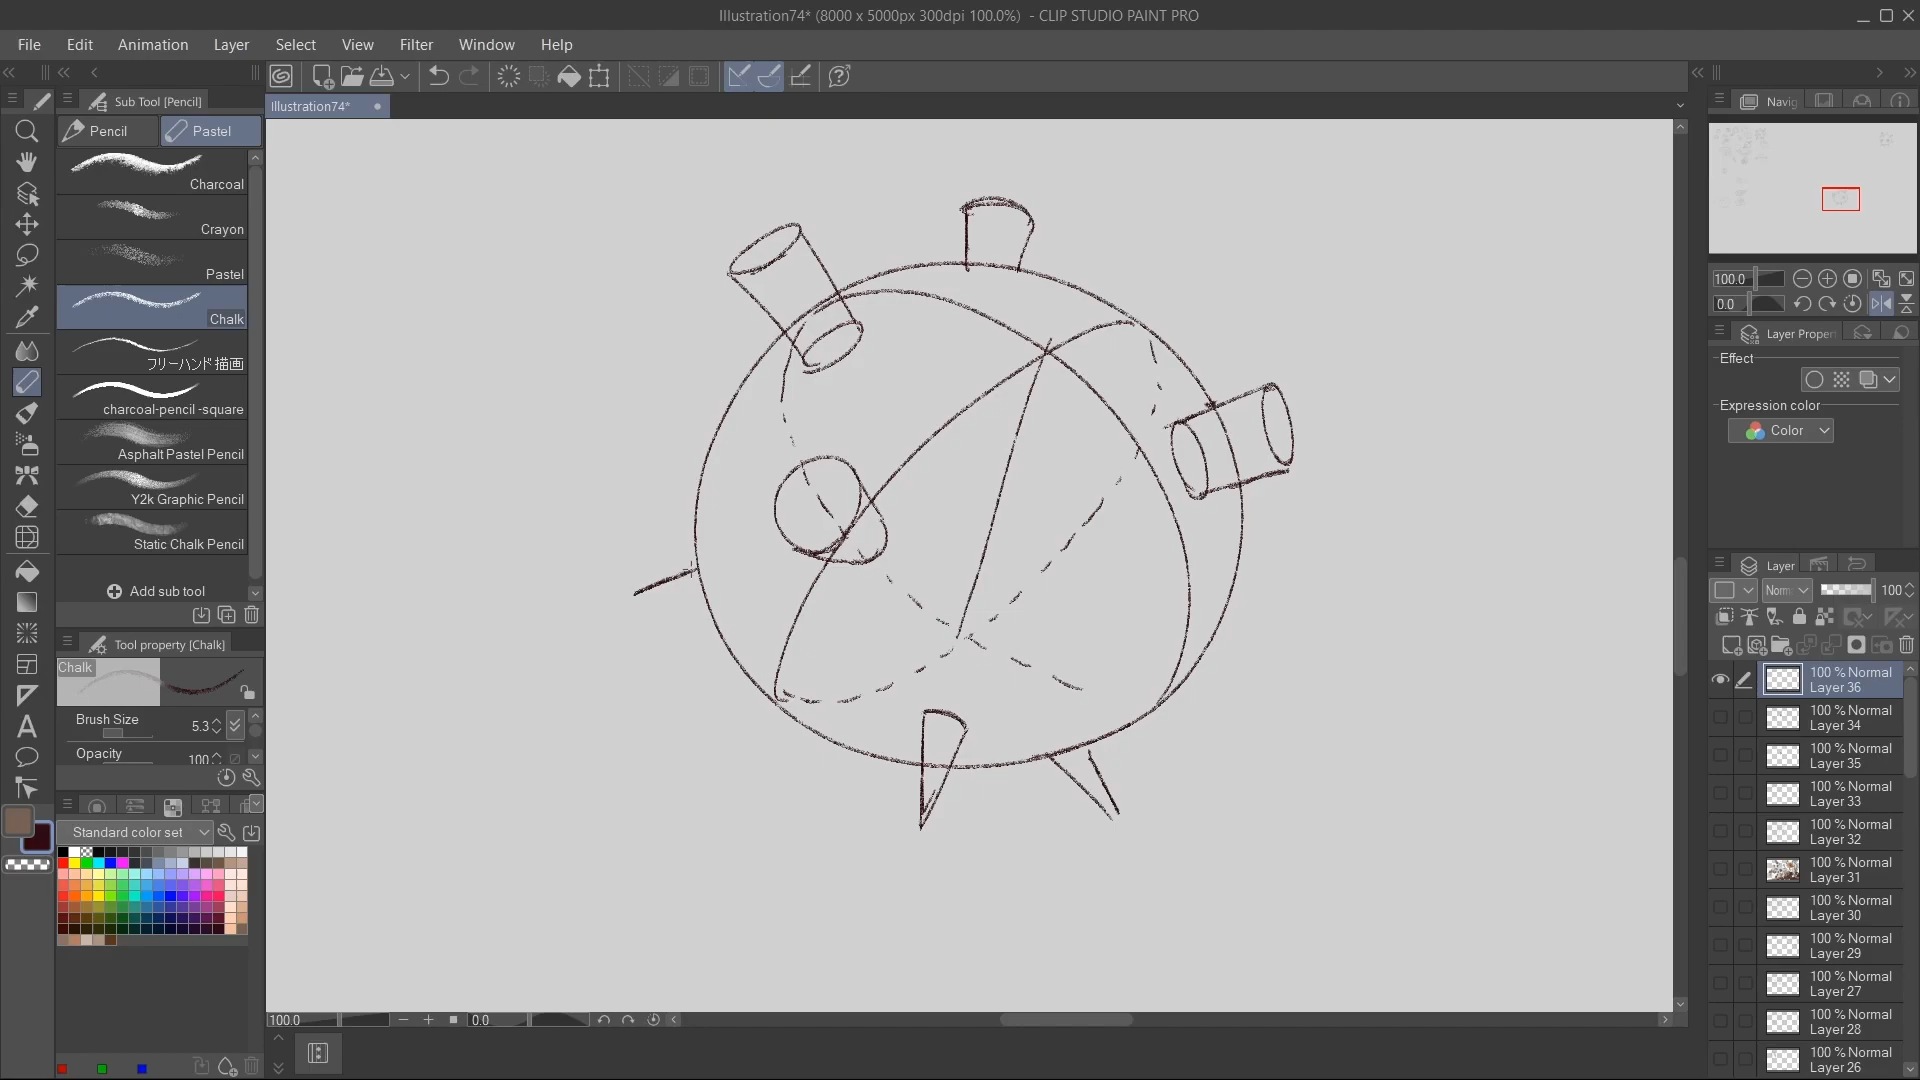 Illustration74* (8000 x 5000px 300dpi 100.0%)  - CLIP STUDIO PAINT PRO
File Edit Animation Layer Select View Filter Window Help
Sub Tool [Pencil]
Illustration74*
Pencil Pastel
Charcoal
Crayon
Pastel
Chalk
フリーハンド描画
charcoal-pencil -square
Asphalt Pastel Pencil
Y2k Graphic Pencil
Static Chalk Pencil
Add sub tool
Tool property [Chalk]
Chalk
Brush Size 5.3
Opacity 100
Standard color set
100.0 0.0
Navig
100.0
0.0
Layer Proper
Effect
Expression color
Color
Layer
Norm 100
100 % Normal
Layer 36
100 % Normal
Layer 34
100 % Normal
Layer 35
100 % Normal
Layer 33
100 % Normal
Layer 32
100 % Normal
Layer 31
100 % Normal
Layer 30
100 % Normal
Layer 29
100 % Normal
Layer 27
100 % Normal
Layer 28
100 % Normal
Layer 26